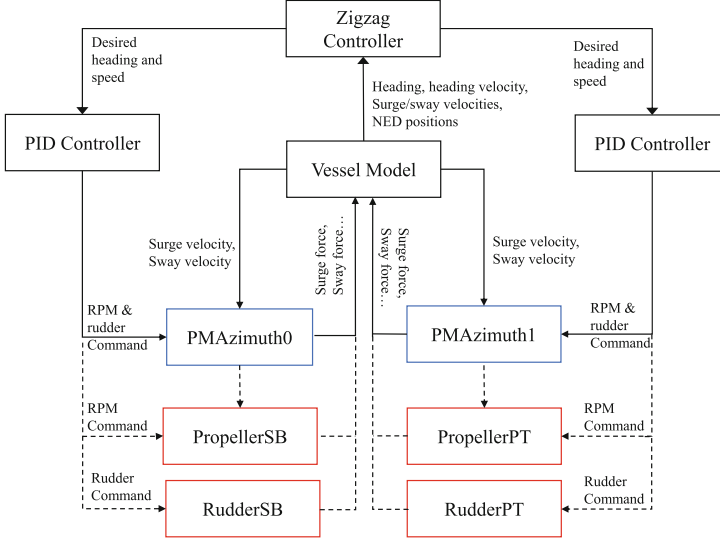 Zigzag
Controller
Desired
heading and
speed
Desired
heading and
speed
Heading, heading velocity,
Surge/sway velocities,
NED positions
PID Controller
PID Controller
Vessel Model
Surge velocity,
Sway velocity
Surge force,
Sway force…
Surge force,
Sway force…
Surge velocity,
Sway velocity
RPM &
rudder
Command
PMAzimuth0
PMAzimuth1
RPM &
rudder
Command
RPM
Command
PropellerSB
PropellerPT
RPM
Command
Rudder
Command
RudderSB
RudderPT
Rudder
Command